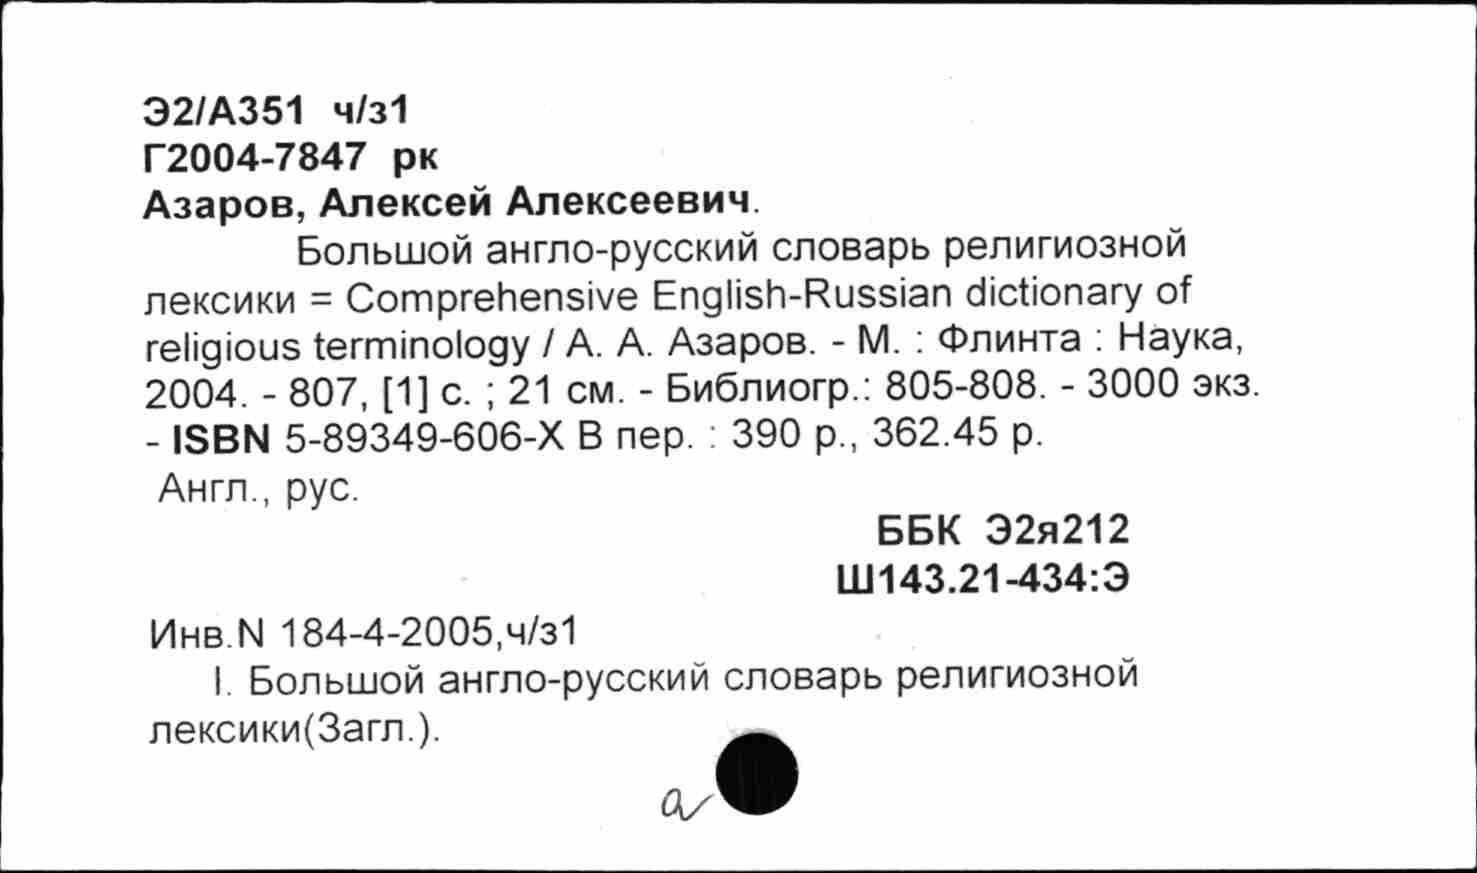 Э2/А351 ч/з1
Г2004-7847 рк
Азаров, Алексей Алексеевич.
Большой англо-русский словарь религиозной
лексики = Comprehensive English-Russian dictionary of
religious terminology / А. А. Азаров. - М. : Флинта : Наука,
2004. - 807, [1] с. ; 21 см. - Библиогр.: 805-808. - 3000 экз.
- ISBN 5-89349-606-X В пер. : 390 р., 362.45 р.
Англ., рус.
ББК Э2я212
Ш143.21-434:Э
Инв.N 184-4-2005,ч/з1
I. Большой англо-русский словарь религиозной
лексики(Загл.).
а